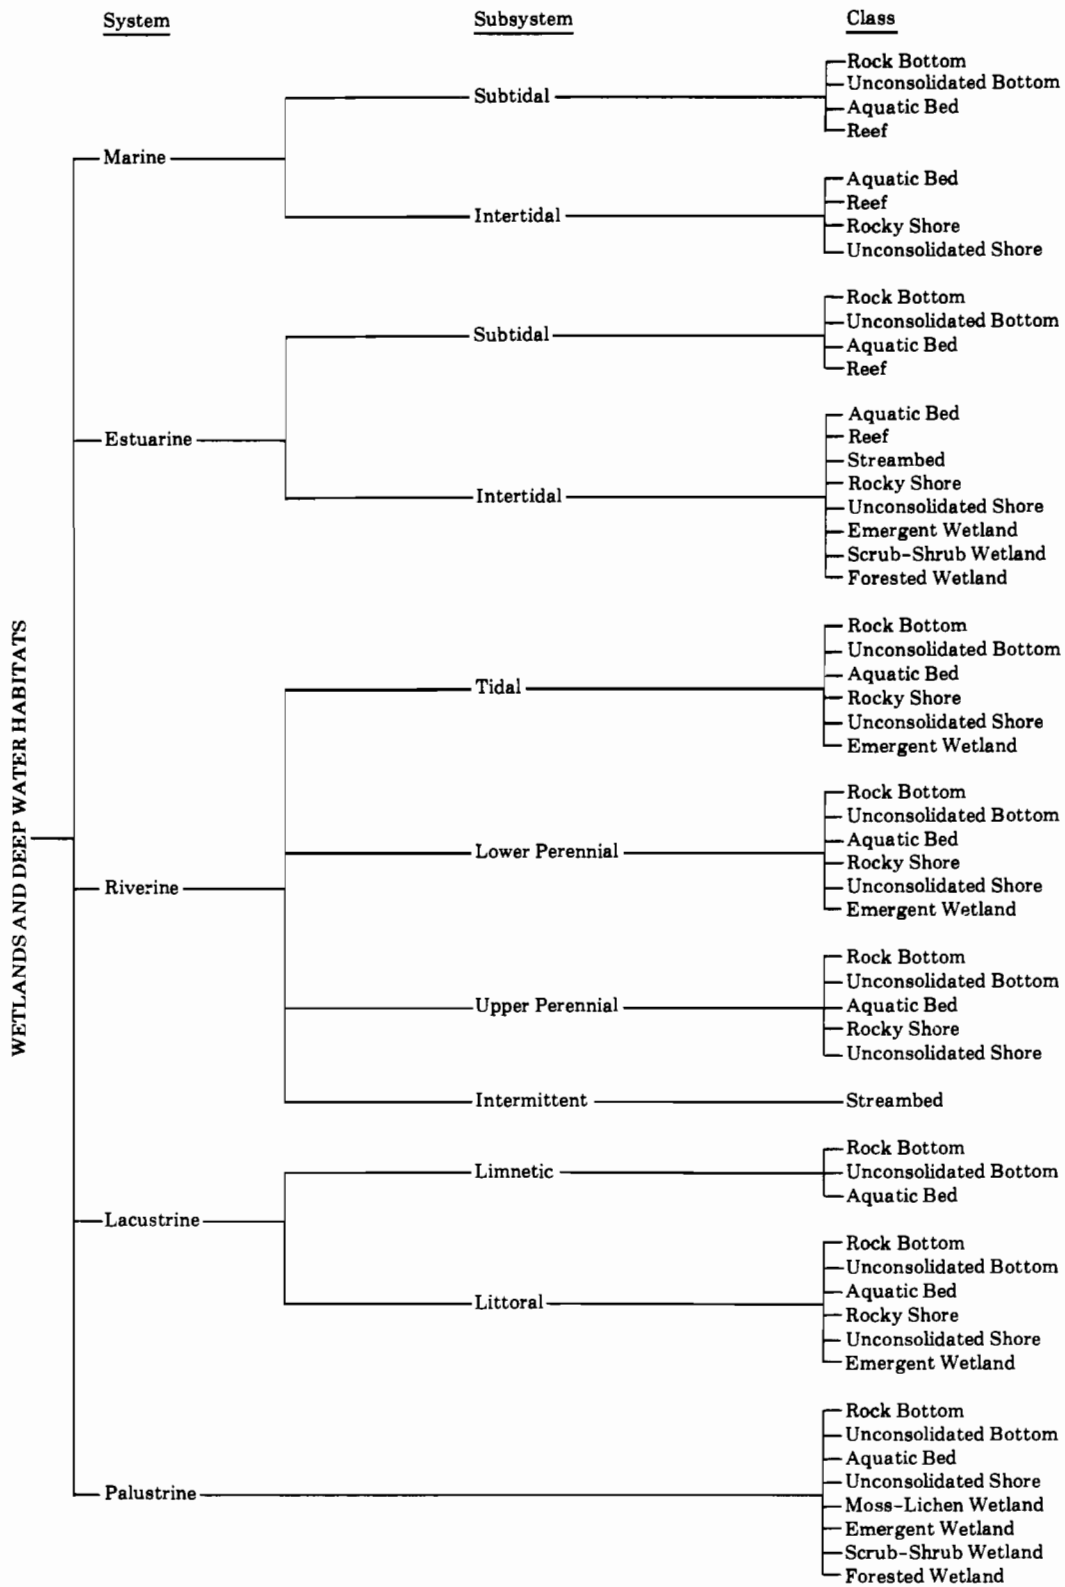 System Subsystem Class
WETLANDS AND DEEP WATER HABITATS
Marine
Subtidal
Rock Bottom
Unconsolidated Bottom
Aquatic Bed
Reef
Intertidal
Aquatic Bed
Reef
Rocky Shore
Unconsolidated Shore
Estuarine
Subtidal
Rock Bottom
Unconsolidated Bottom
Aquatic Bed
Reef
Intertidal
Aquatic Bed
Reef
Streambed
Rocky Shore
Unconsolidated Shore
Emergent Wetland
Scrub-Shrub Wetland
Forested Wetland
Riverine
Tidal
Rock Bottom
Unconsolidated Bottom
Aquatic Bed
Rocky Shore
Unconsolidated Shore
Emergent Wetland
Lower Perennial
Rock Bottom
Unconsolidated Bottom
Aquatic Bed
Rocky Shore
Unconsolidated Shore
Emergent Wetland
Upper Perennial
Rock Bottom
Unconsolidated Bottom
Aquatic Bed
Rocky Shore
Unconsolidated Shore
Intermittent
Streambed
Lacustrine
Limnetic
Rock Bottom
Unconsolidated Bottom
Aquatic Bed
Littoral
Rock Bottom
Unconsolidated Bottom
Aquatic Bed
Rocky Shore
Unconsolidated Shore
Emergent Wetland
Palustrine
Rock Bottom
Unconsolidated Bottom
Aquatic Bed
Unconsolidated Shore
Moss-Lichen Wetland
Emergent Wetland
Scrub-Shrub Wetland
Forested Wetland